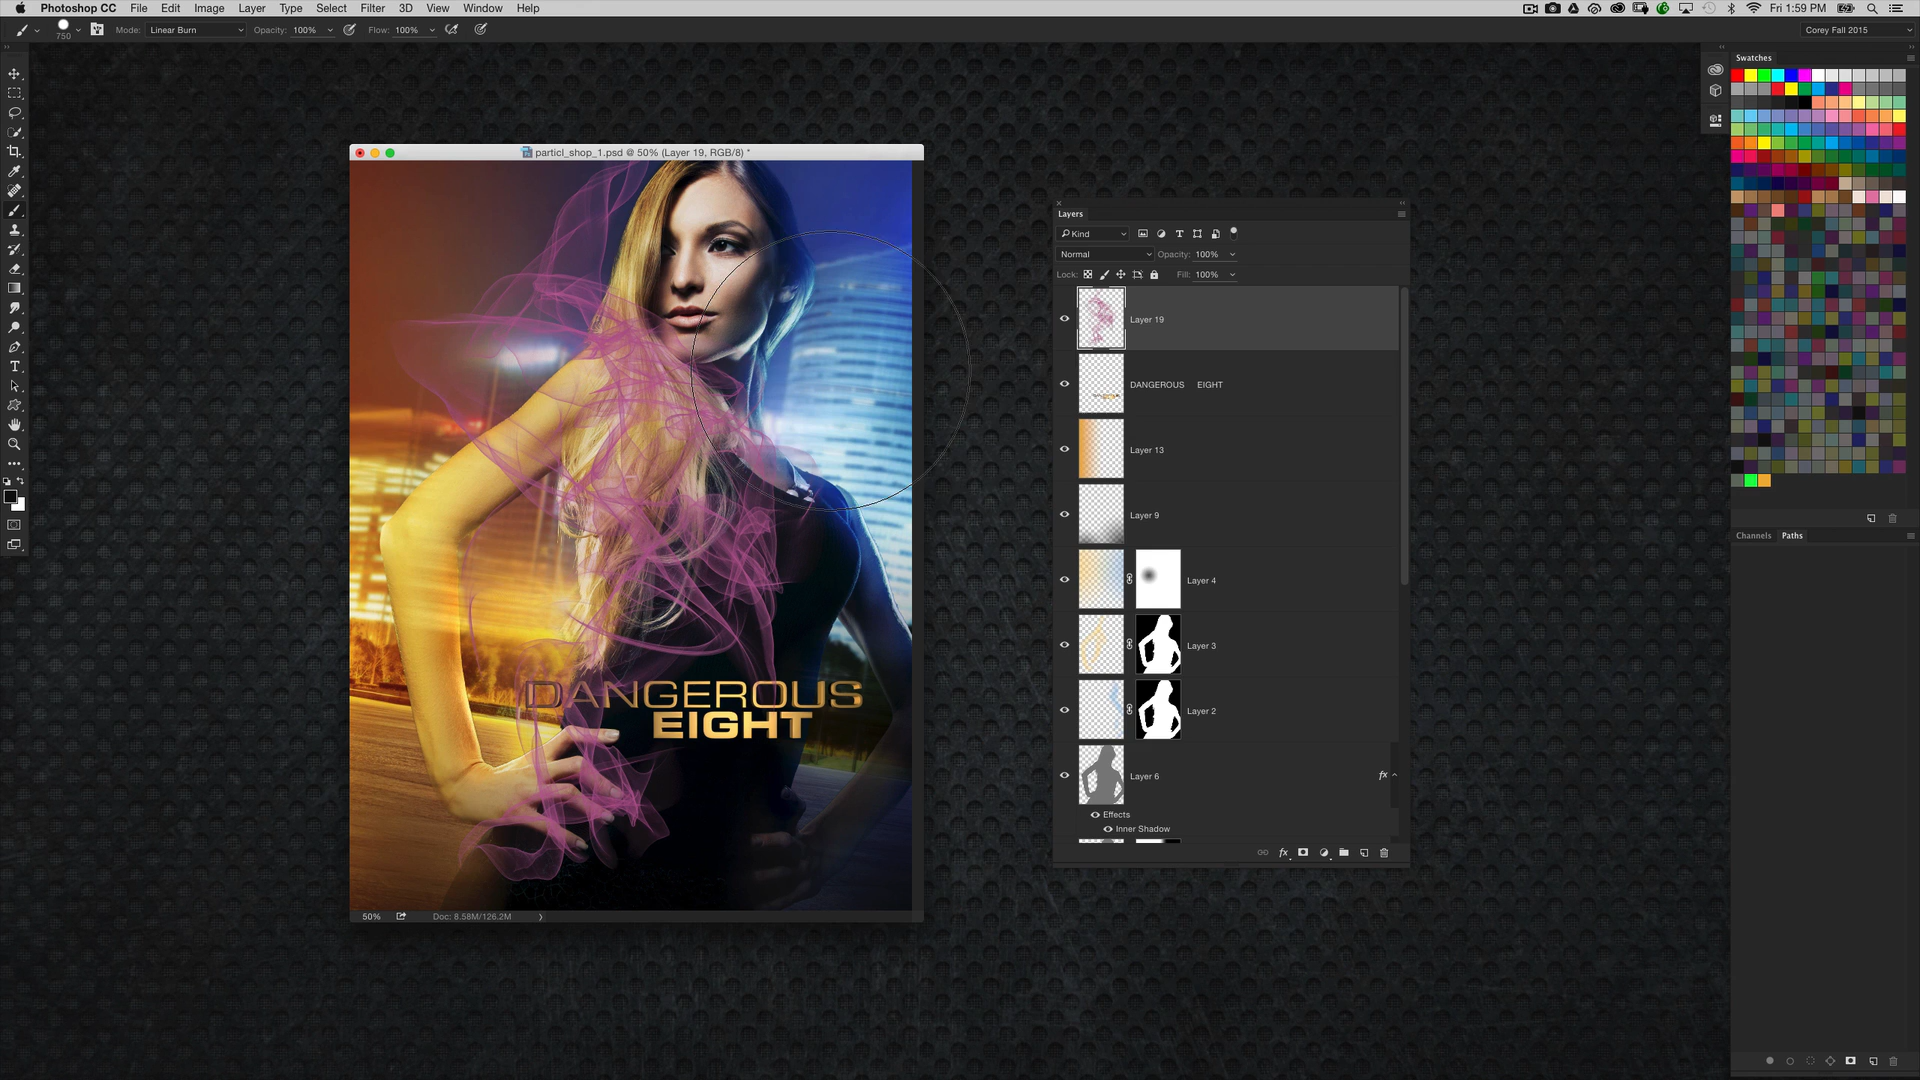 Photoshop CC File Edit Image Layer Type Select Filter 3D View Window Help Fri 1:59 PM
750 Mode: Linear Burn Opacity: 100% Flow: 100% Corey Fall 2015
Swatches
particl_shop_1.psd @ 50% (Layer 19, RGB/8) *
DANGEROUS
EIGHT
50% Doc: 8.58M/126.2M
Layers
Kind
Normal Opacity: 100%
Lock: Fill: 100%
Layer 19
DANGEROUS EIGHT
Layer 13
Layer 9
Layer 4
Layer 3
Layer 2
Layer 6 fx
Effects
Inner Shadow
fx
Channels Paths